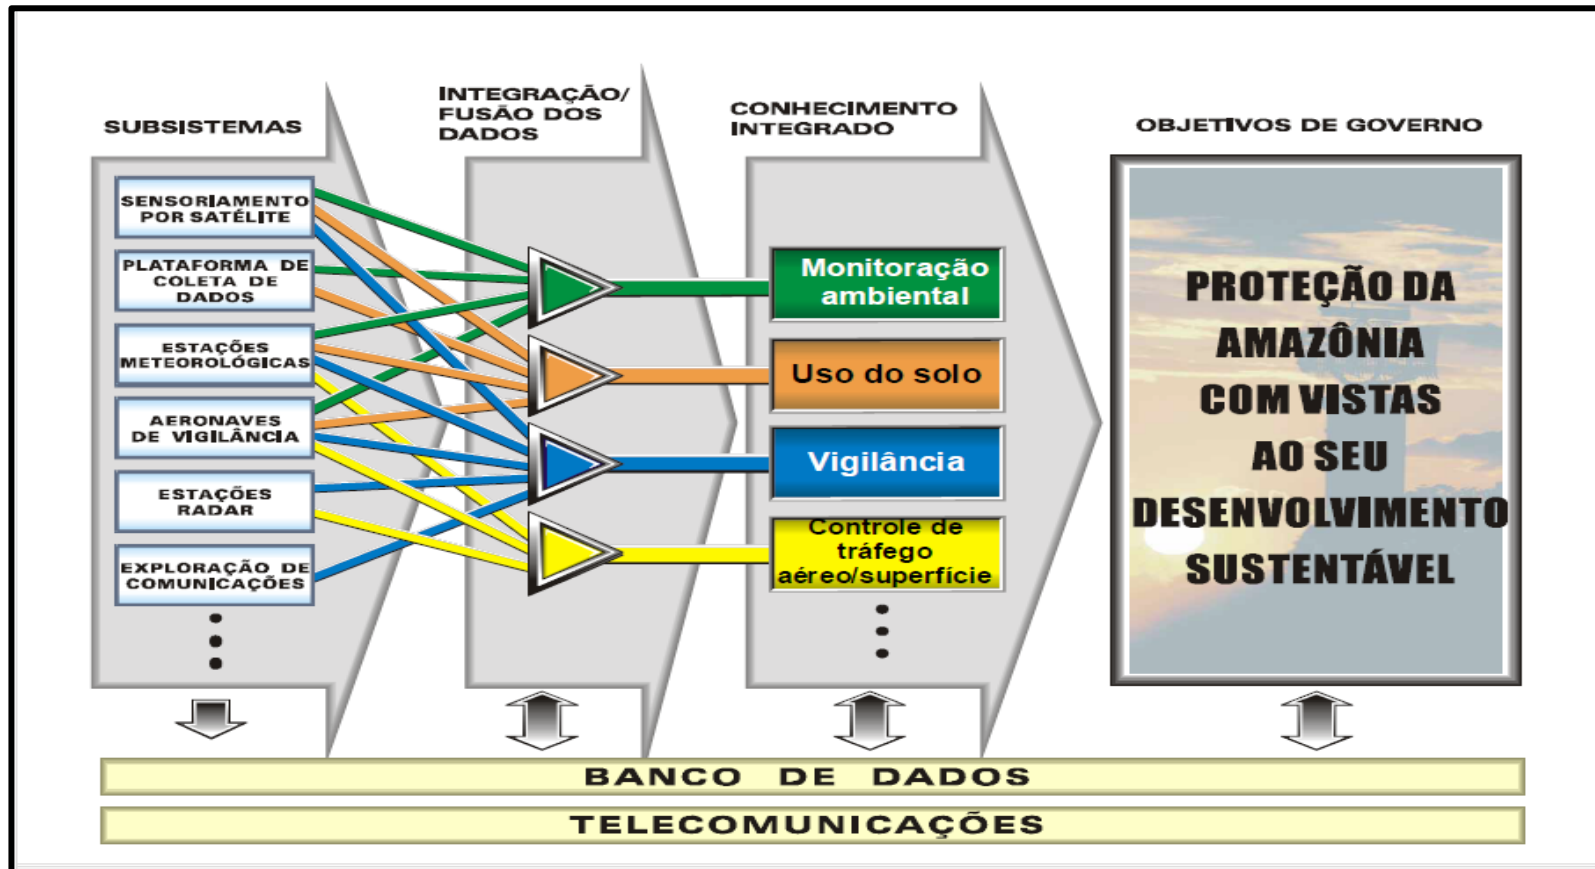 SUBSISTEMAS
SENSORIAMENTO
POR SATÉLITE
PLATAFORMA DE
COLETA DE
DADOS
ESTAÇÕES
METEOROLÓGICAS
AERONAVES
DE VIGILÂNCIA
ESTAÇÕES
RADAR
EXPLORAÇÃO DE
COMUNICAÇÕES
INTEGRAÇÃO/
FUSÃO DOS
DADOS
CONHECIMENTO
INTEGRADO
Monitoração
ambiental
Uso do solo
Vigilância
Controle de
tráfego
aéreo/superfície
OBJETIVOS DE GOVERNO
PROTEÇÃO DA
AMAZÔNIA
COM VISTAS
AO SEU
DESENVOLVIMENTO
SUSTENTÁVEL
BANCO DE DADOS
TELECOMUNICAÇÕES